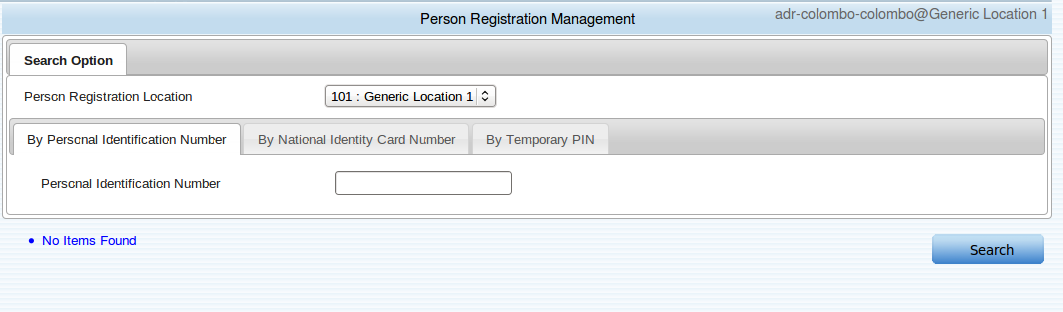 Person Registration Management
adr-colombo-colombo@Generic Location 1
Search Option
Person Registration Location
101 : Generic Location 1
By Personal Identification Number
By National Identity Card Number
By Temporary PIN
Personal Identification Number
No Items Found
Search